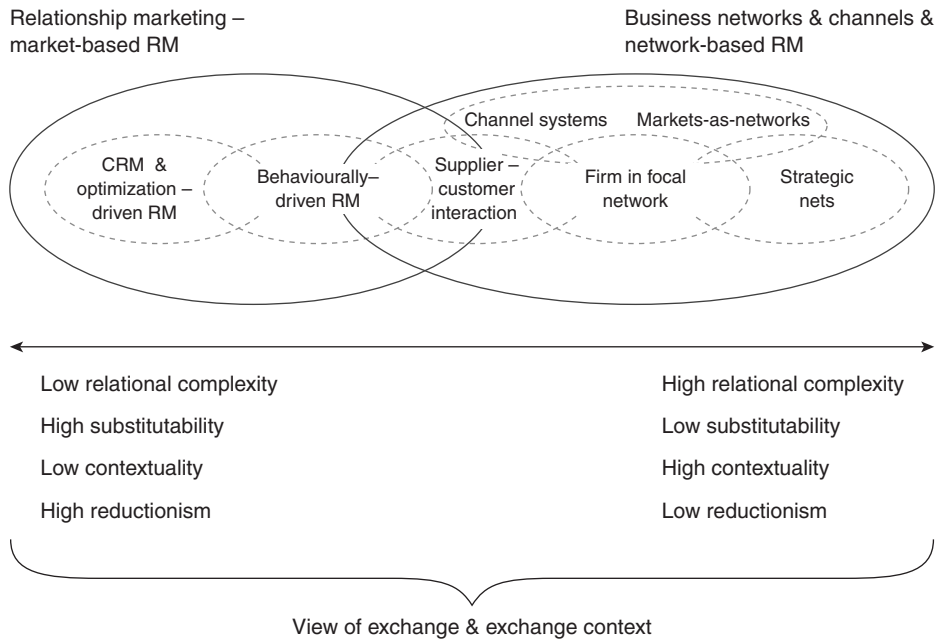 Relationship marketing –
market-based RM
Business networks & channels &
network-based RM
Channel systems
Markets-as-networks
CRM &
optimization –
driven RM
Behaviourally–
driven RM
Supplier –
customer
interaction
Firm in focal
network
Strategic
nets
Low relational complexity
High substitutability
Low contextuality
High reductionism
High relational complexity
Low substitutability
High contextuality
Low reductionism
View of exchange & exchange context